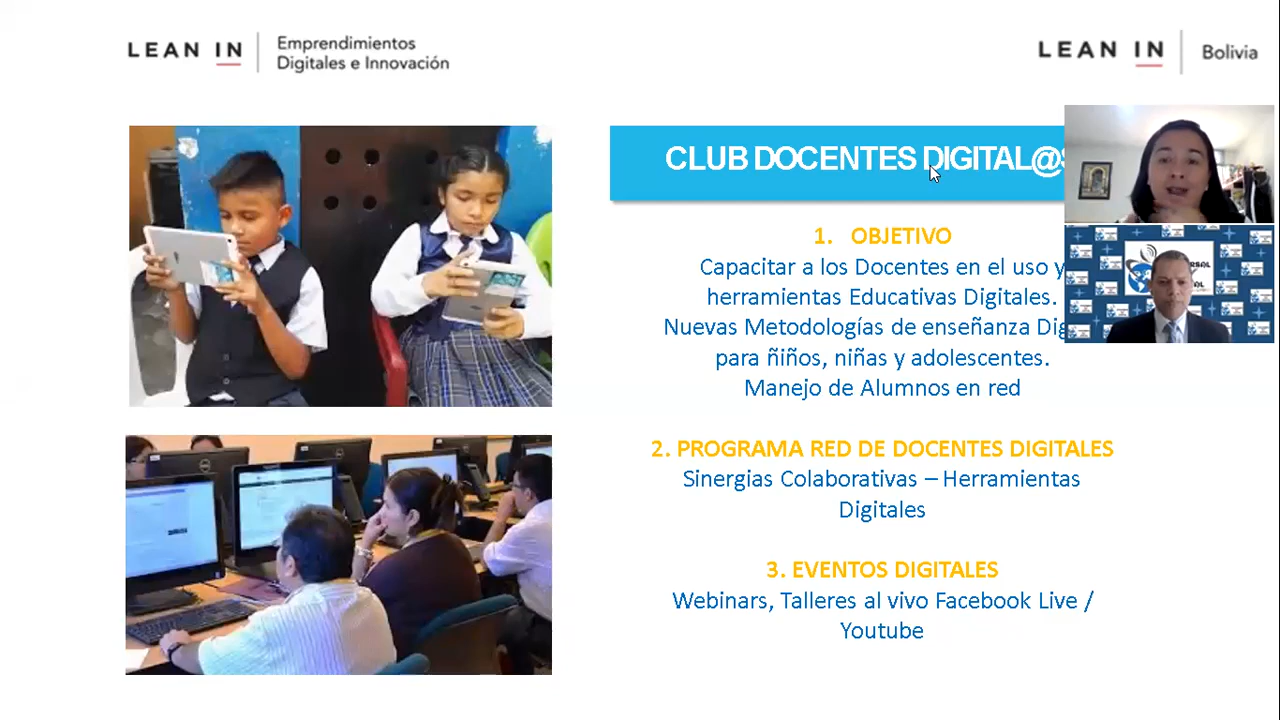 LEAN IN
Emprendimientos
Digitales e Innovación
LEAN IN
Bolivia
CLUB DOCENTES DIGITAL@S
1. OBJETIVO
Capacitar a los Docentes en el uso y
herramientas Educativas Digitales.
Nuevas Metodologías de enseñanza
para ñiños, niñas y adolescentes.
Manejo de Alumnos en red
2. PROGRAMA RED DE DOCENTES DIGITALES
Sinergias Colaborativas – Herramientas
Digitales
3. EVENTOS DIGITALES
Webinars, Talleres al vivo Facebook Live /
Youtube